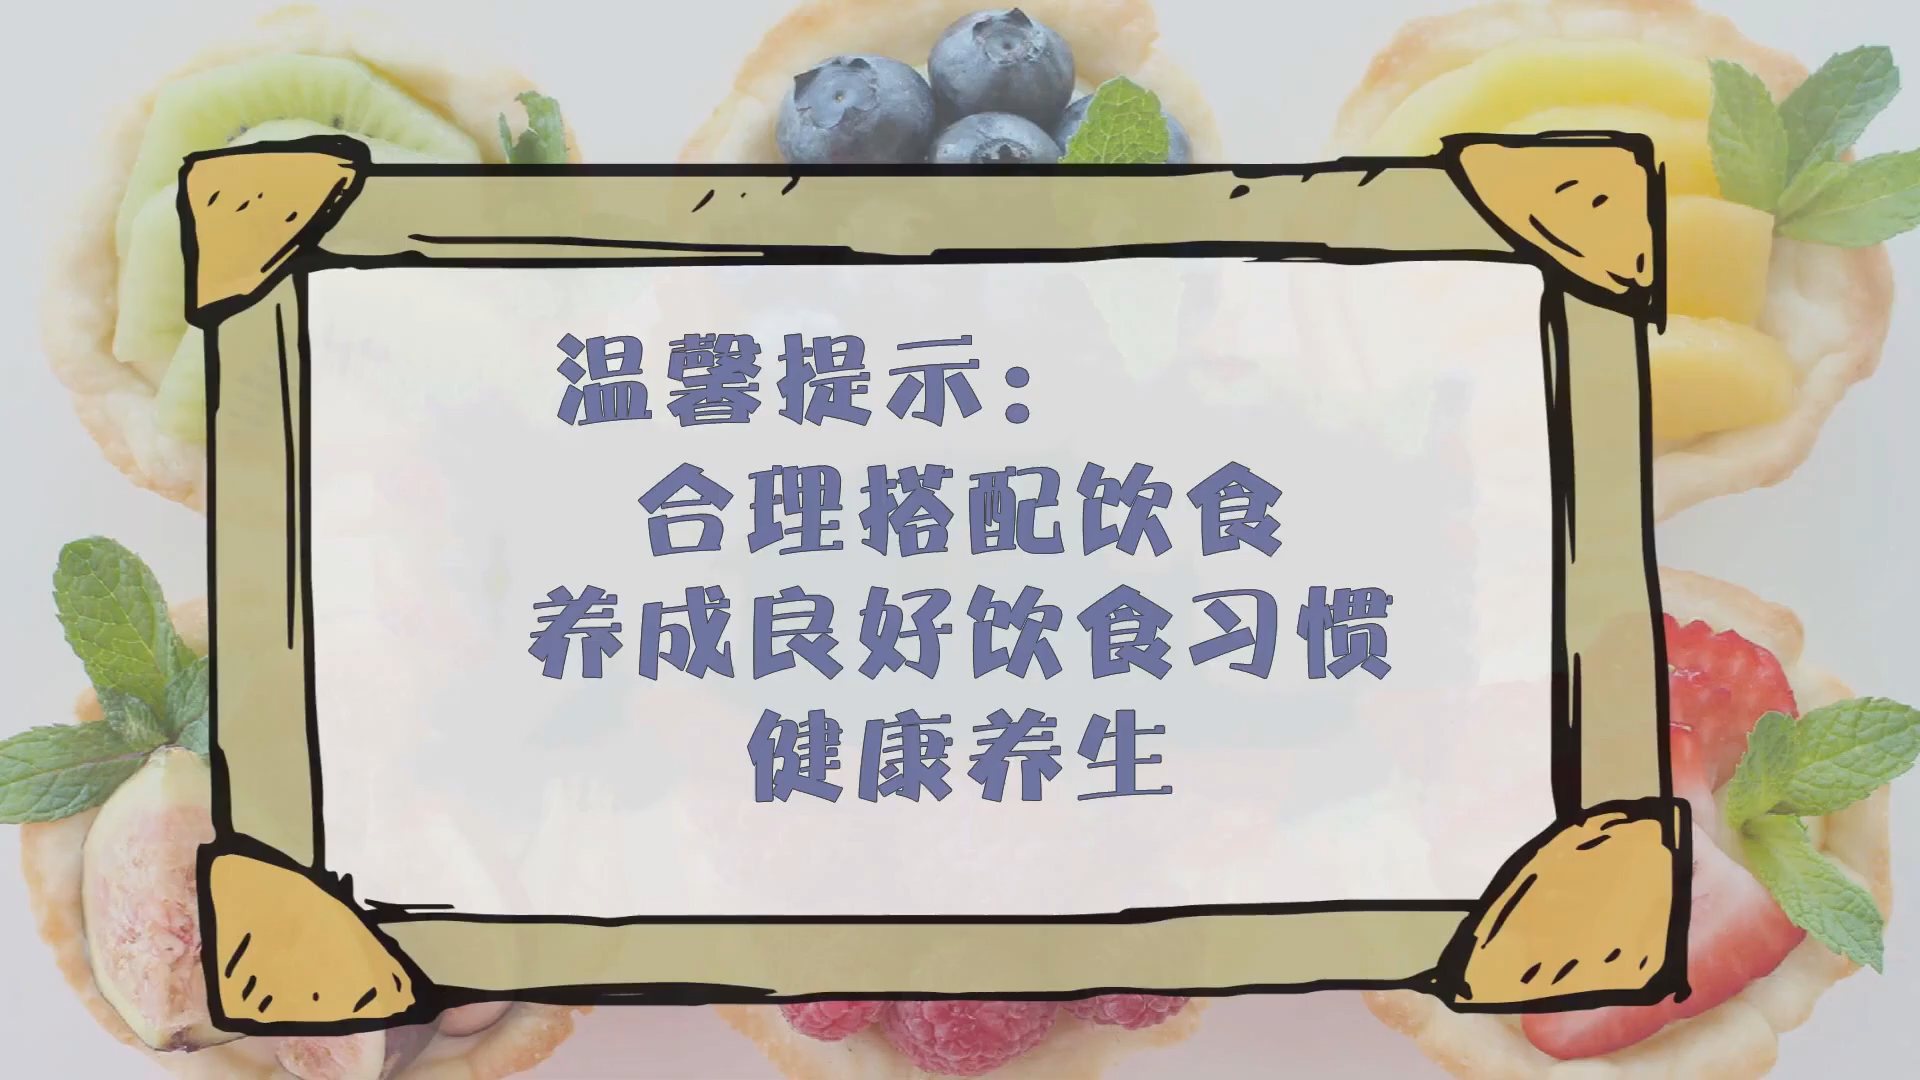 温馨提示：
合理搭配饮食
养成良好饮食习惯
健康养生